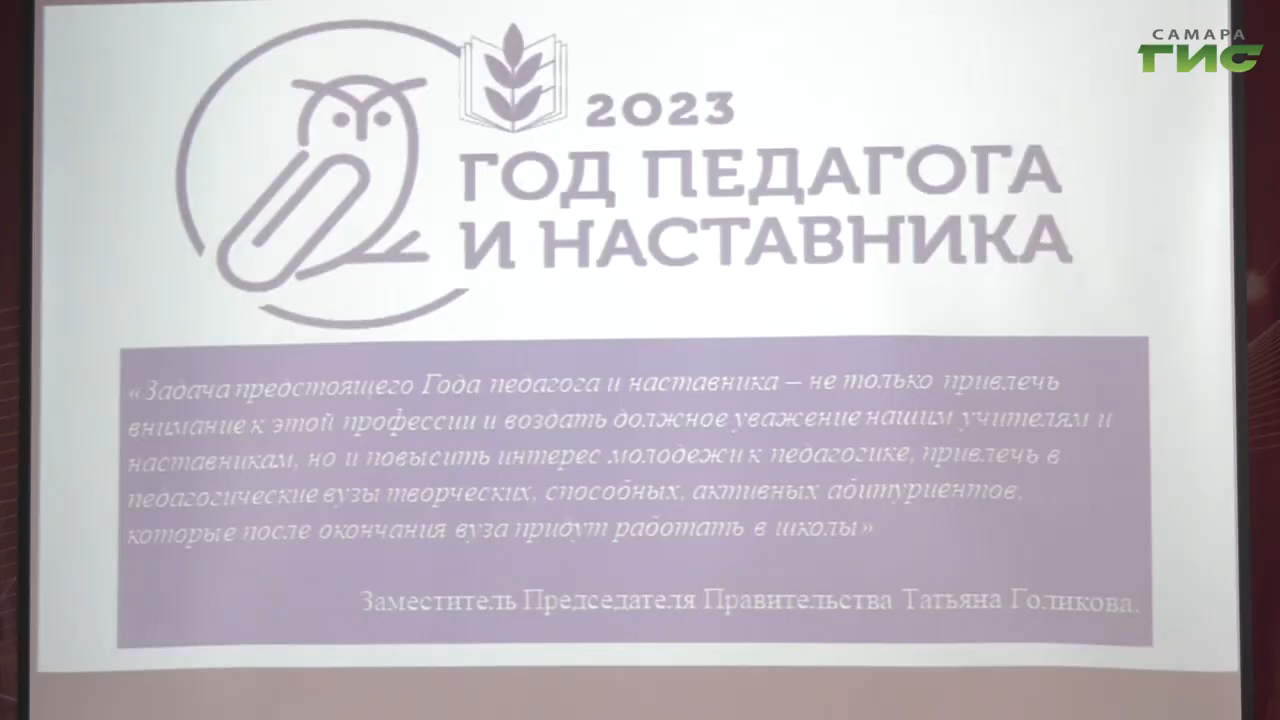 САМАРА
ГИС
2023
ГОД ПЕДАГОГА
И НАСТАВНИКА
«Задача предстоящего Года педагога и наставника – не только привлечь
внимание к этой профессии и воздать должное уважение нашим учителям и
наставникам, но и повысить интерес молодежи к педагогике, привлечь в
педагогические вузы творческих, способных, активных абитуриентов,
которые после окончания вуза придут работать в школы»
Заместитель Председателя Правительства Татьяна Голикова.